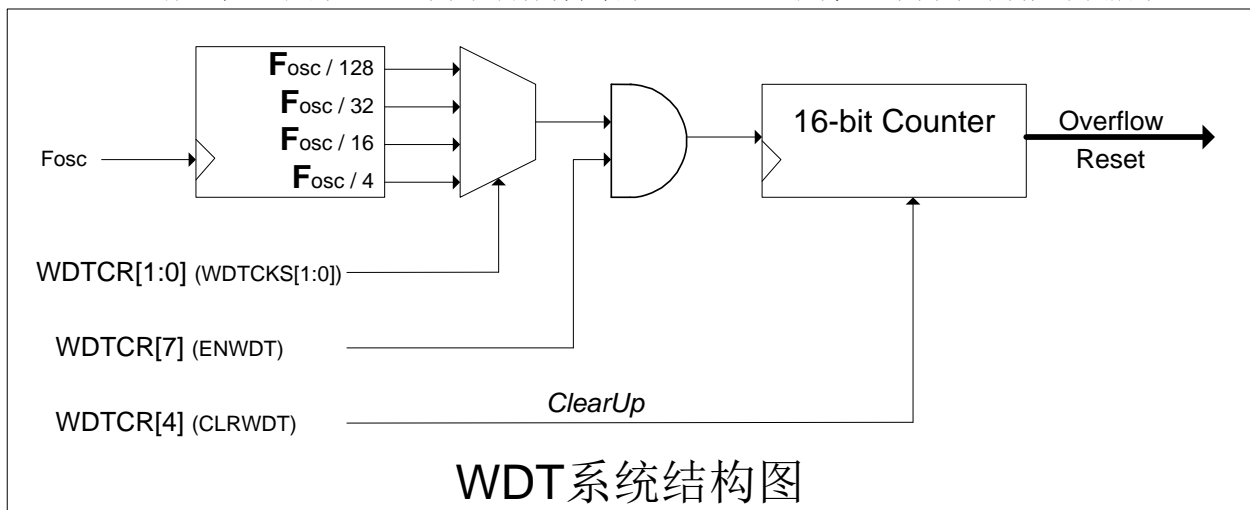 Fosc / 128
Fosc / 32
Fosc / 16
Fosc / 4
Fosc
16-bit Counter
Overflow
Reset
WDTCR[1:0] (WDTCKS[1:0])
WDTCR[7] (ENWDT)
WDTCR[4] (CLRWDT)
ClearUp
WDT系统结构图